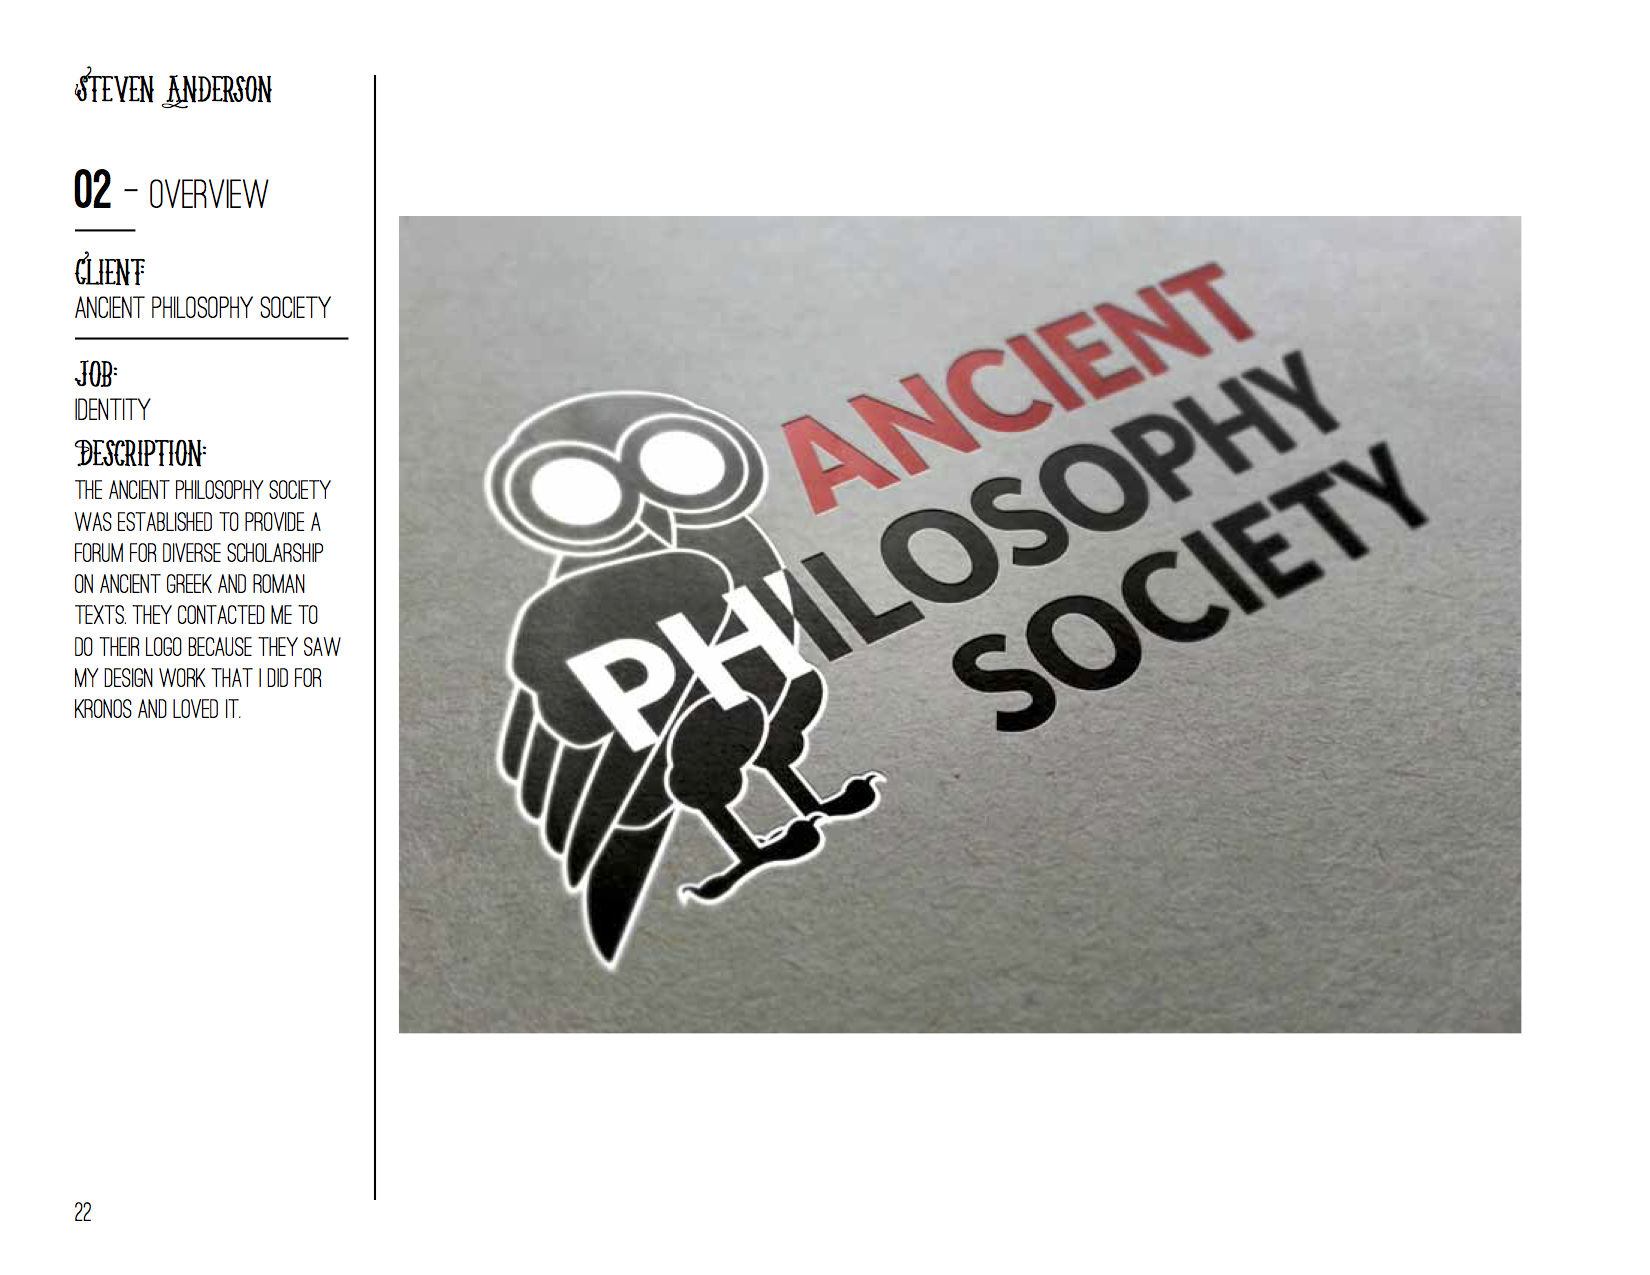 STEVEN ANDERSON
02 - OVERVIEW
CLIENT:
ANCIENT PHILOSOPHY SOCIETY
JOB:
IDENTITY
DESCRIPTION:
THE ANCIENT PHILOSOPHY SOCIETY
WAS ESTABLISHED TO PROVIDE A
FORUM FOR DIVERSE SCHOLARSHIP
ON ANCIENT GREEK AND ROMAN
TEXTS. THEY CONTACTED ME TO
DO THEIR LOGO BECAUSE THEY SAW
MY DESIGN WORK THAT I DID FOR
KRONOS AND LOVED IT.
22
ANCIENT
PHILOSOPHY
SOCIETY